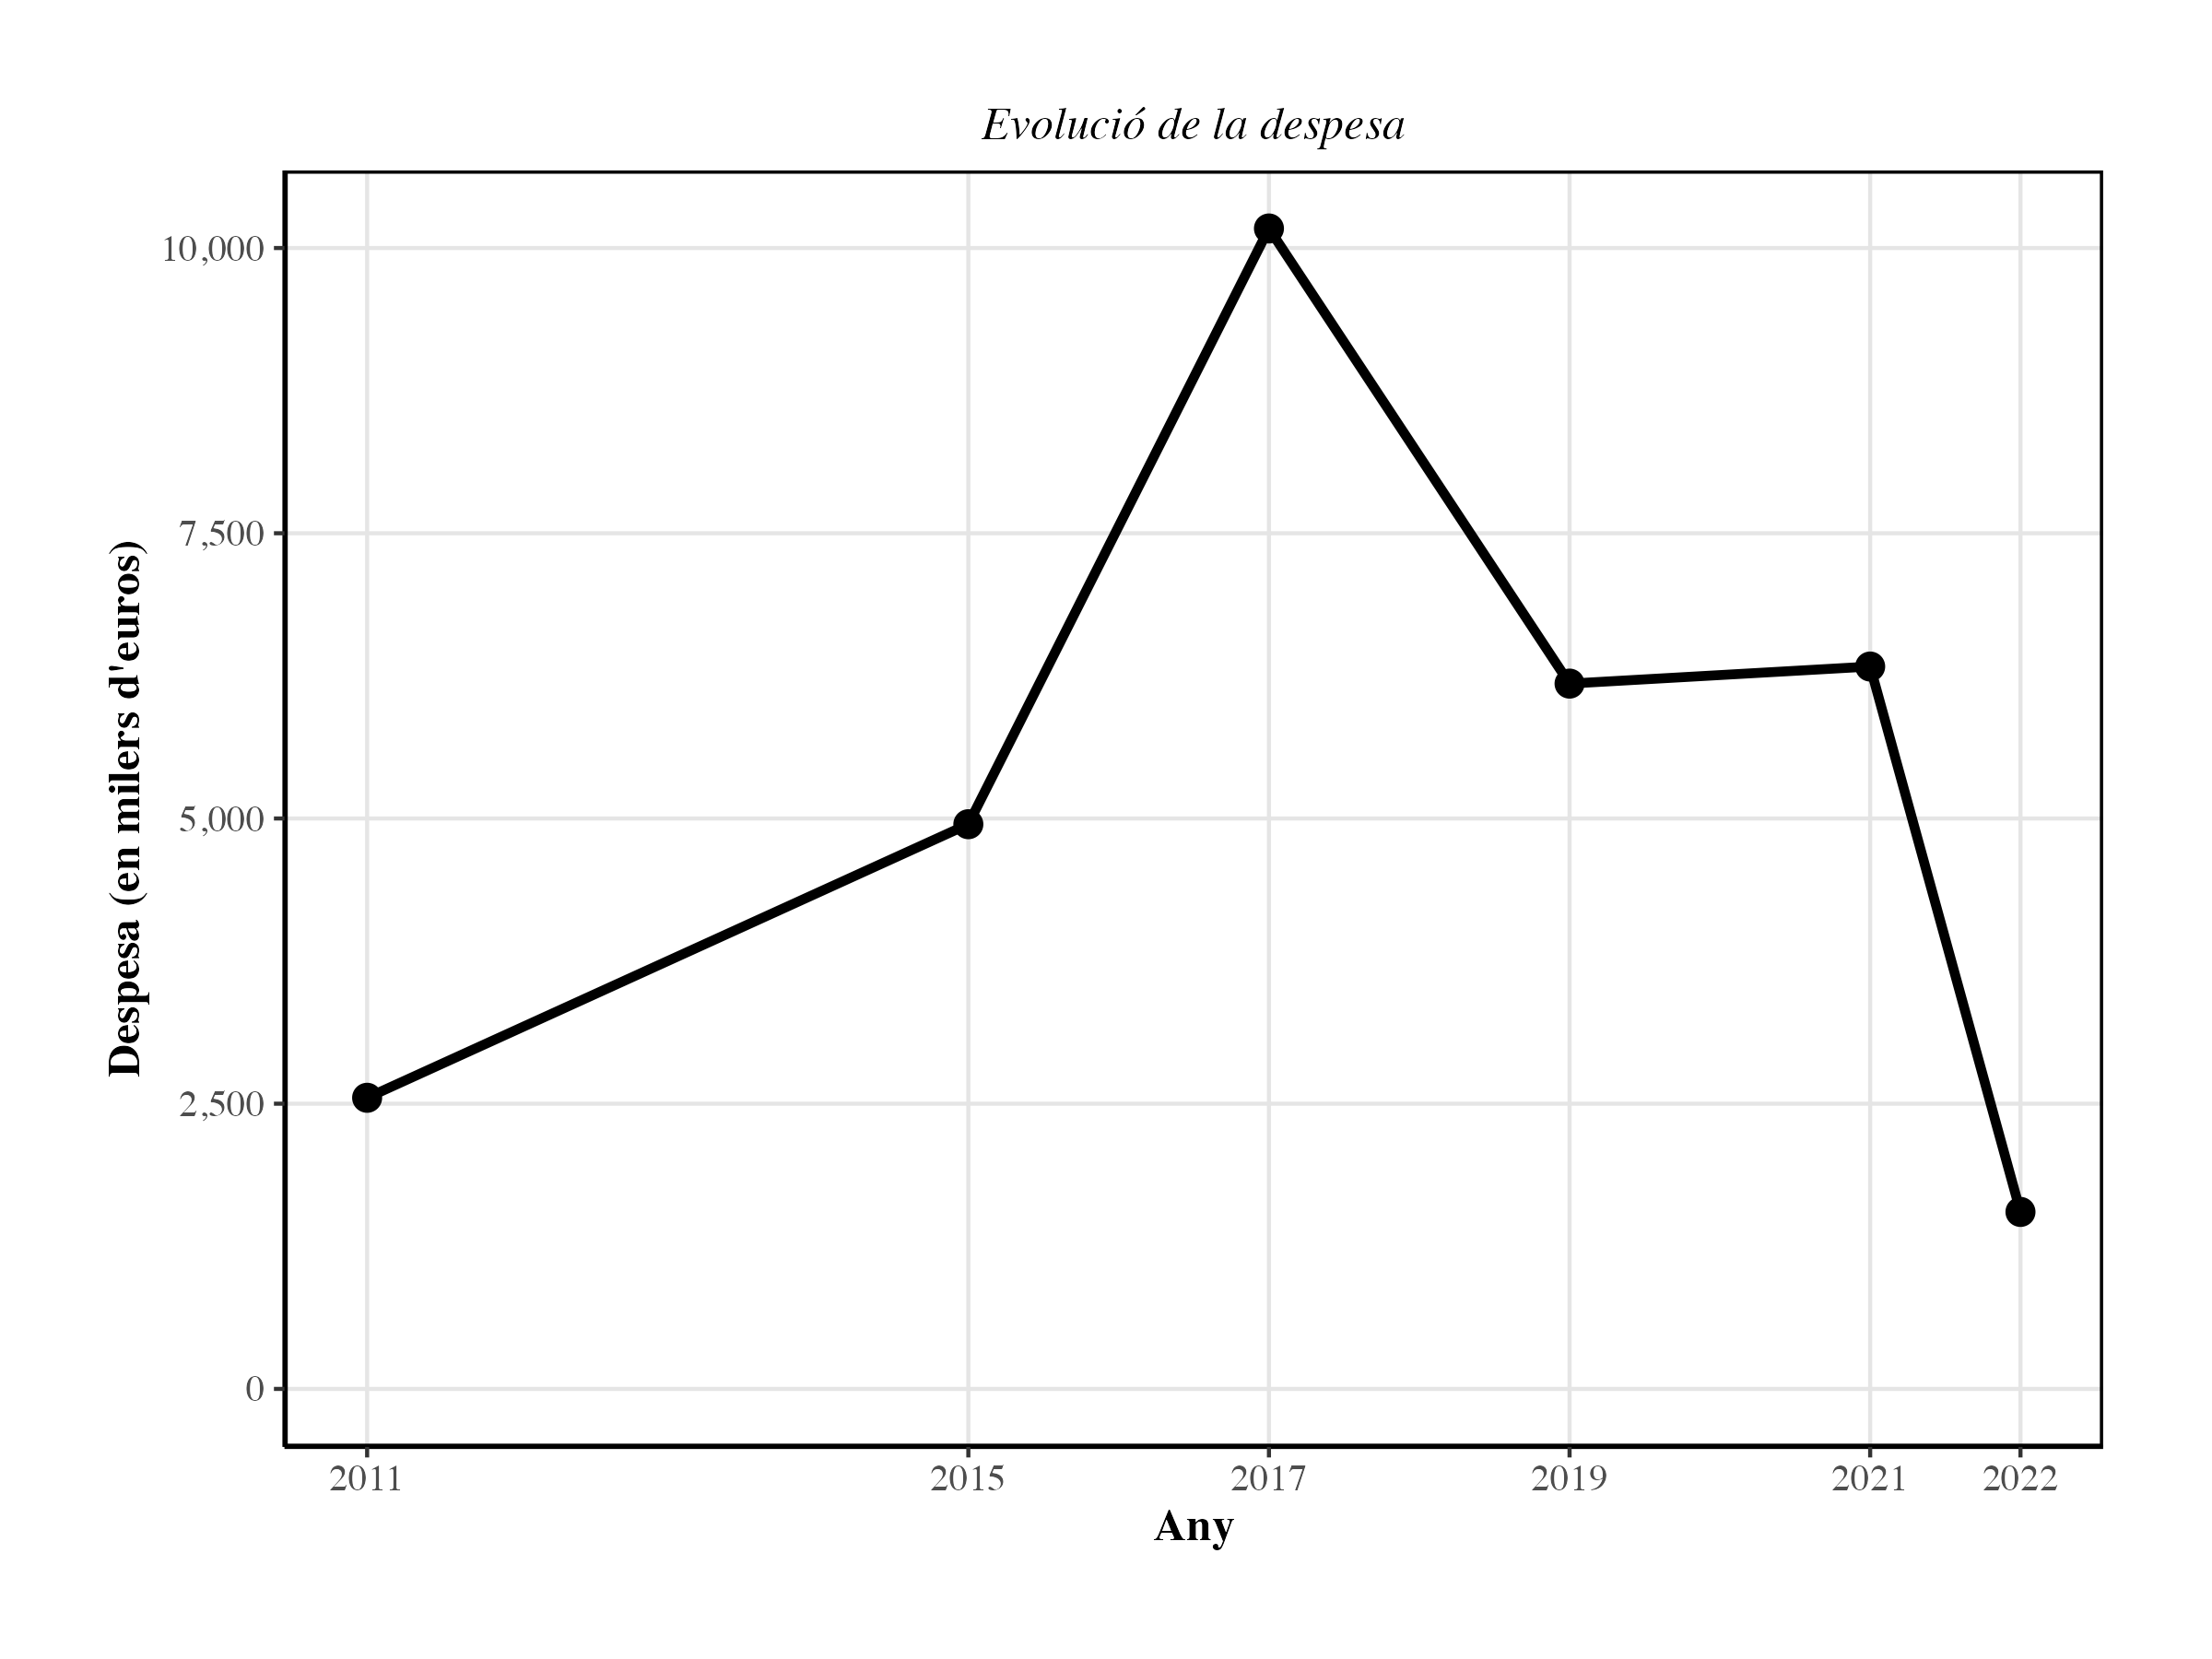 Evolució de la despesa
Despesa (en milers d'euros)
10,000
7,500
5,000
2,500
0
2011 2015 2017 2019 2021 2022
Any